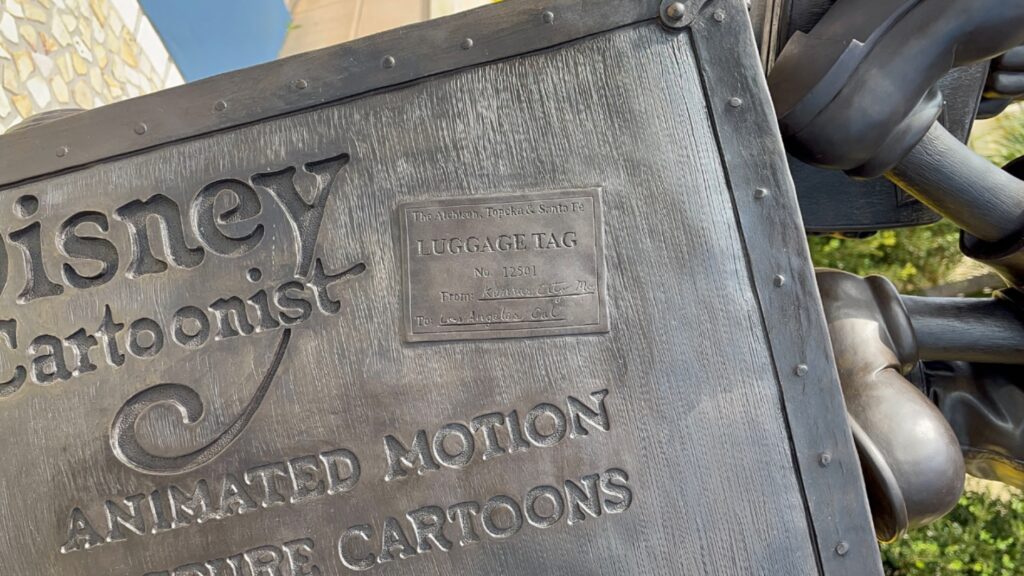 Disney
Cartoonist
The Atchison, Topeka & Santa Fe
LUGGAGE TAG
No. 12501
From: Kansas City Mo
To: Los Angeles Cal
ANIMATED MOTION
CARTOONS